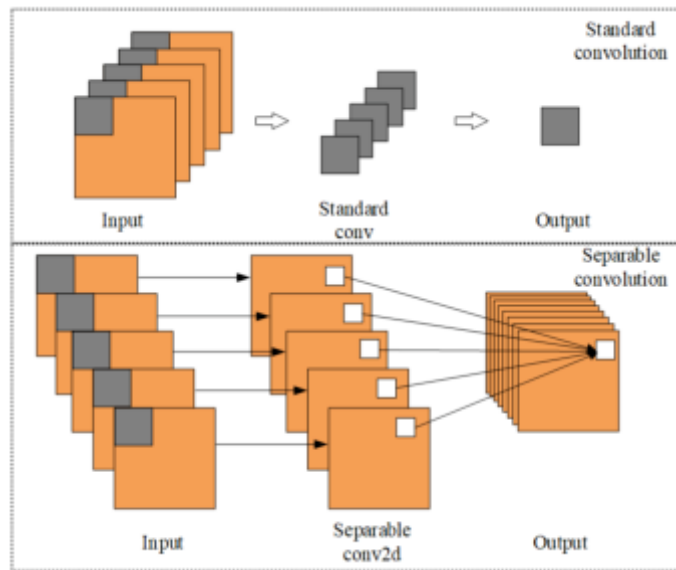 Standard
convolution
Input
Standard
conv
Output
Separable
convolution
Input
Separable
conv2d
Output